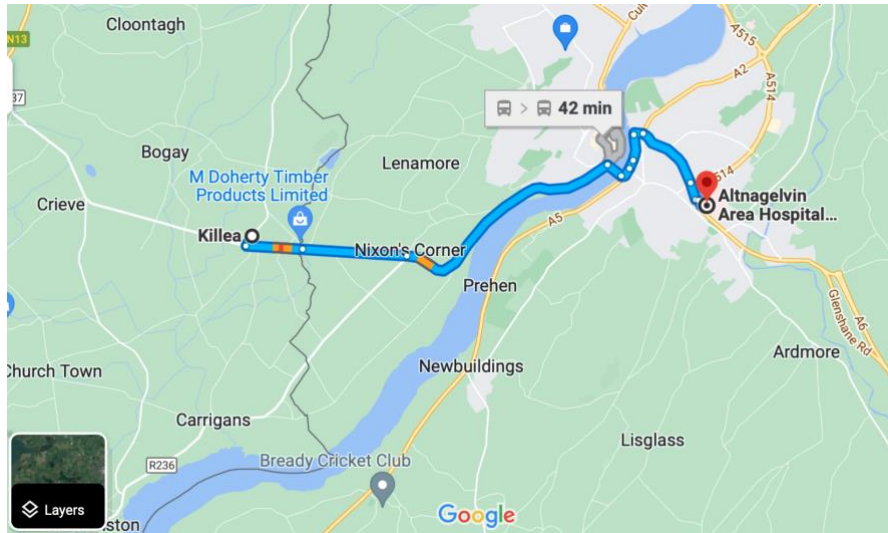 Cloontagh
N13
37
Cul
A515
A2
A514
42 min
Bogay
Lenamore
M Doherty Timber
Products Limited
514
Crieve
Altnagelvin
Area Hospital...
Killea
A5
Nixon's Corner
Prehen
Glenshane Rd
A6
Ardmore
Church Town
Newbuildings
Carrigans
Lisglass
R236
Bready Cricket Club
Layers
Google
ston